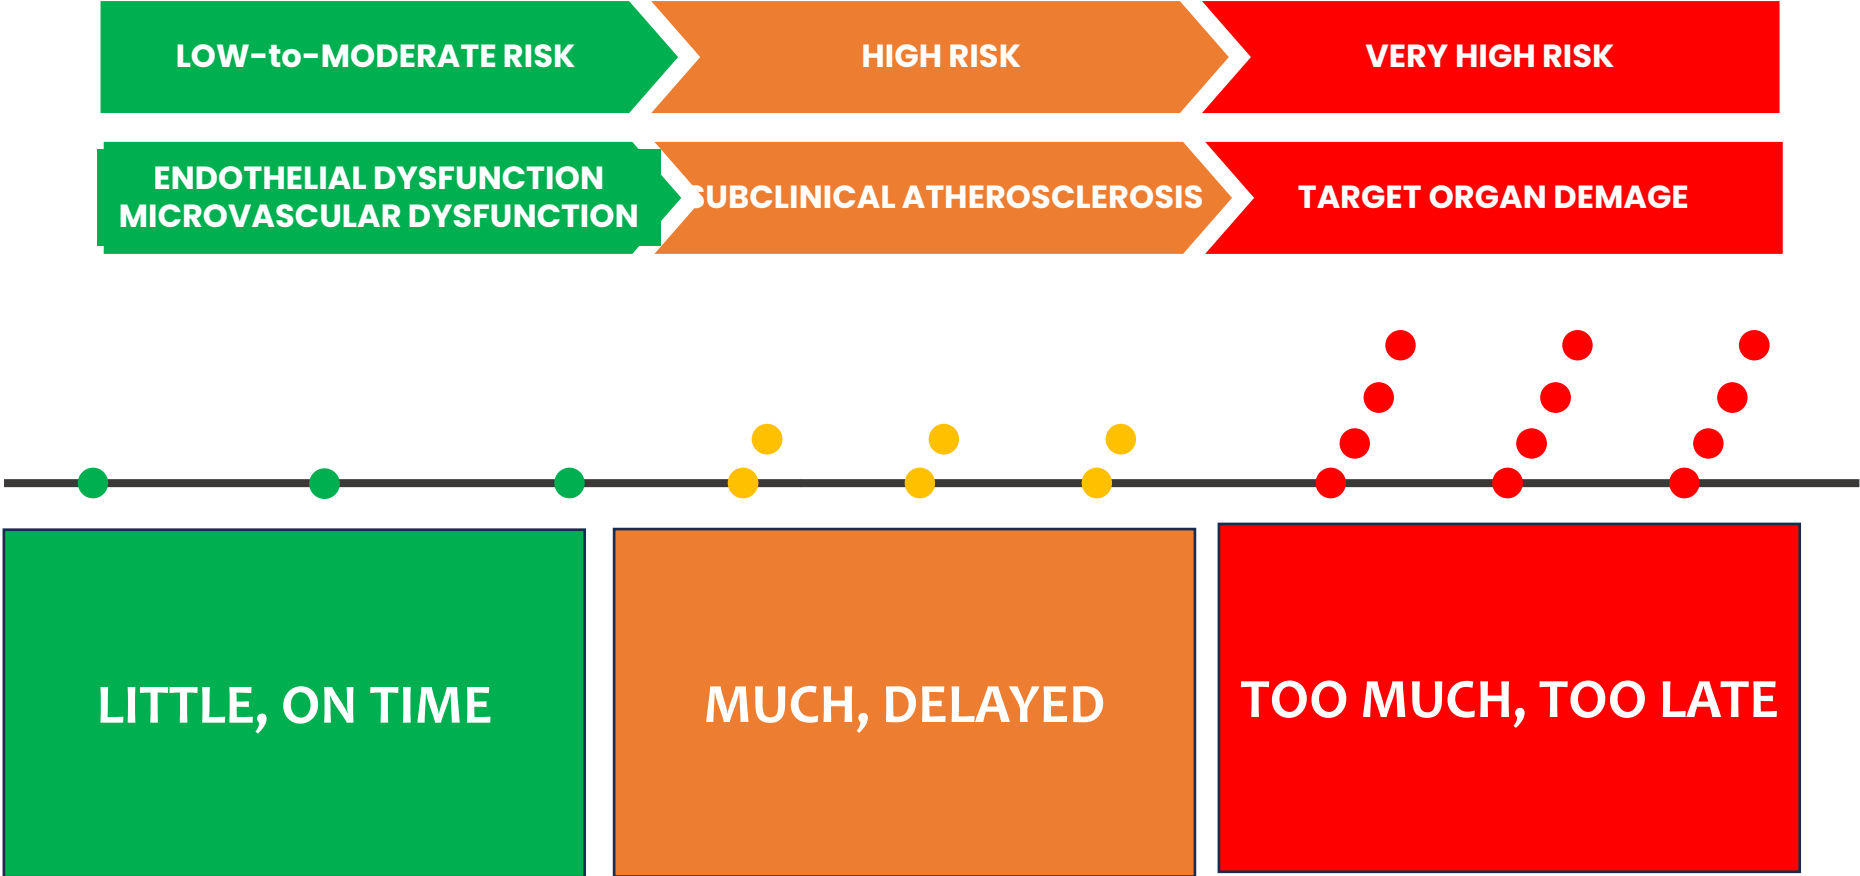 LOW-to-MODERATE RISK
HIGH RISK
VERY HIGH RISK
ENDOTHELIAL DYSFUNCTION
MICROVASCULAR DYSFUNCTION
SUBCLINICAL ATHEROSCLEROSIS
TARGET ORGAN DEMAGE
LITTLE, ON TIME
MUCH, DELAYED
TOO MUCH, TOO LATE